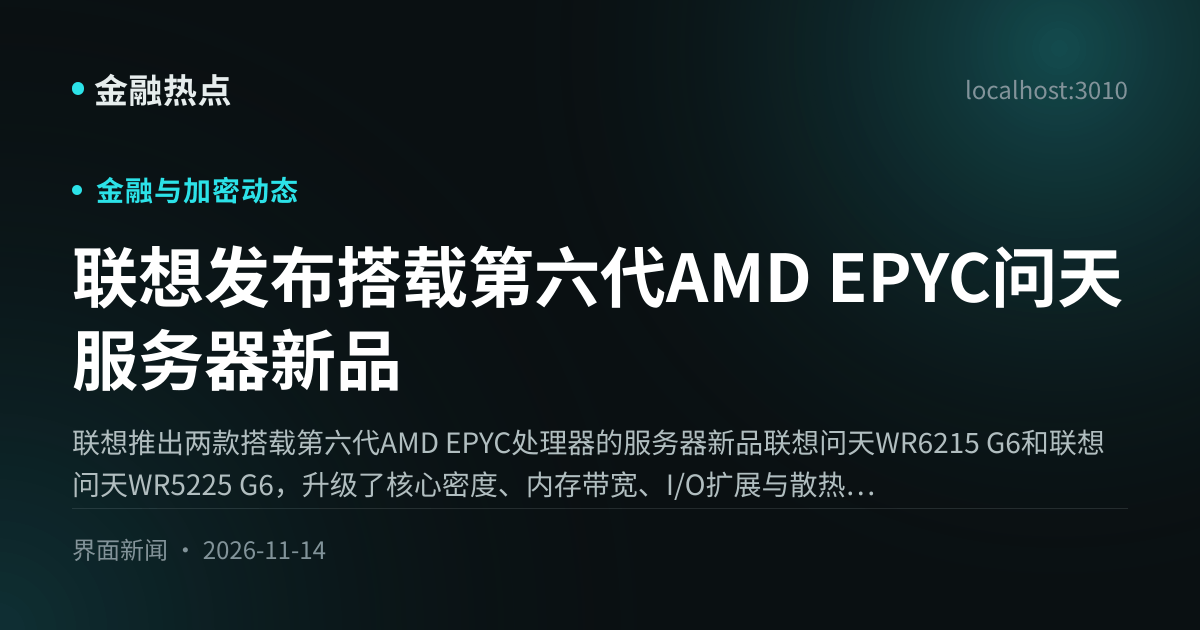 金融热点
localhost:3010
金融与加密动态
联想发布搭载第六代AMD EPYC问天
服务器新品
联想推出两款搭载第六代AMD EPYC处理器的服务器新品联想问天WR6215 G6和联想
问天WR5225 G6，升级了核心密度、内存带宽、I/O扩展与散热…
界面新闻 • 2026-11-14